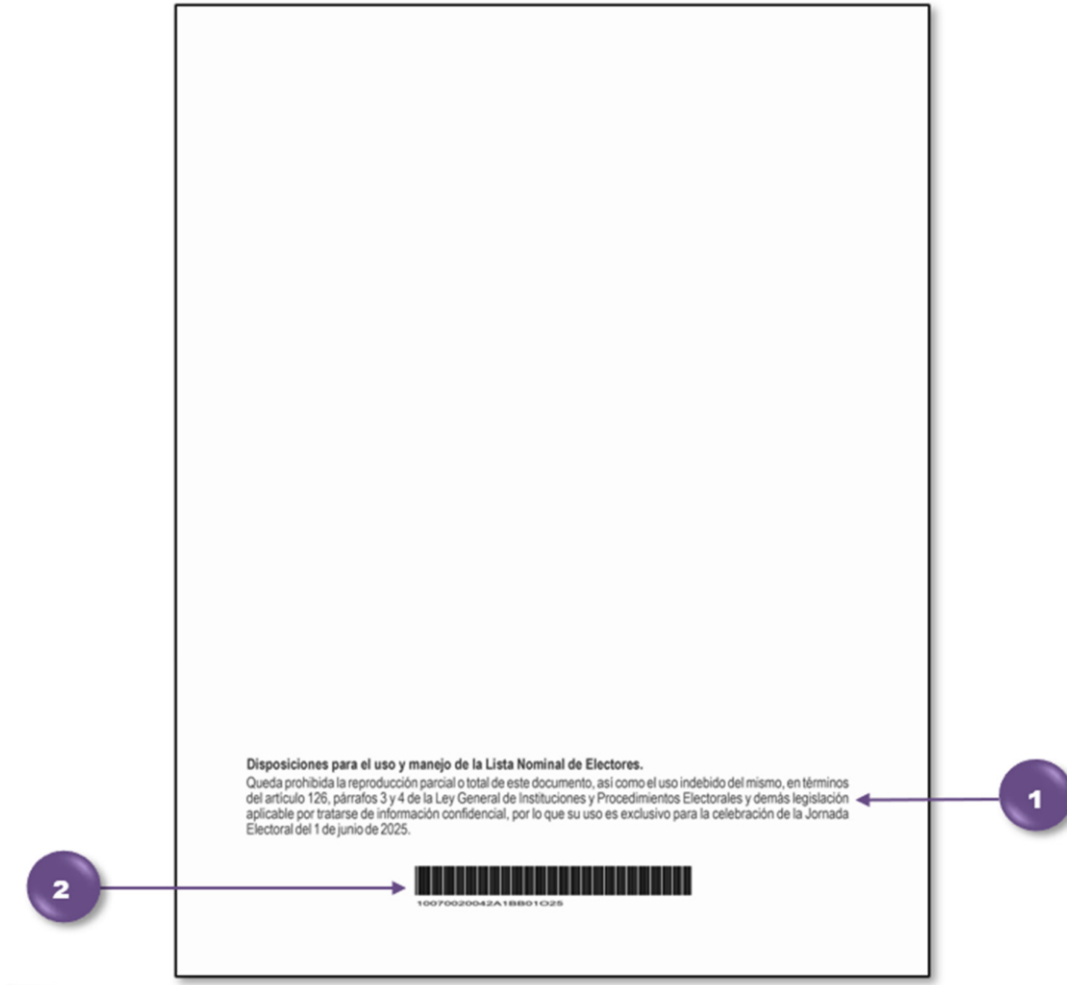 Disposiciones para el uso y manejo de la Lista Nominal de Electores.
Queda prohibida la reproducción parcial o total de este documento, así como el uso indebido del mismo, en términos
del artículo 126, párrafos 3 y 4 de la Ley General de Instituciones y Procedimientos Electorales y demás legislación
aplicable por tratarse de información confidencial, por lo que su uso es exclusivo para la celebración de la Jornada
Electoral del 1 de junio de 2025.
1
2
10070020042A1BB01O25